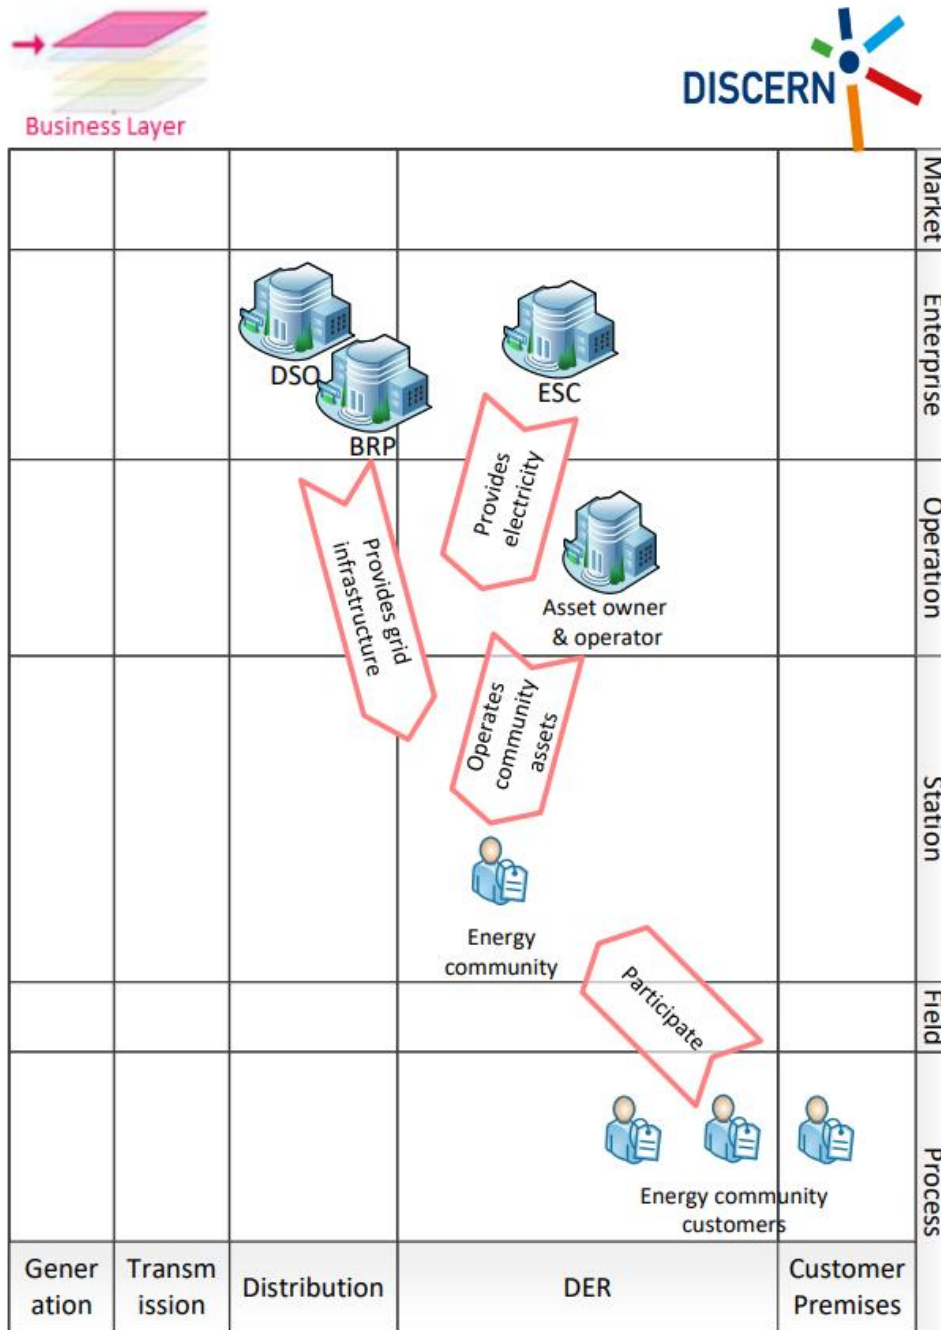 Business Layer
DISCERN
Market
Enterprise
DSO
BRP
ESC
Provides
electricity
Operation
Provides grid
infrastructure
Asset owner
& operator
Operates
community
assets
Station
Energy
community
Field
Participate
Process
Energy community
customers
Gener
ation
Transm
ission
Distribution
DER
Customer
Premises